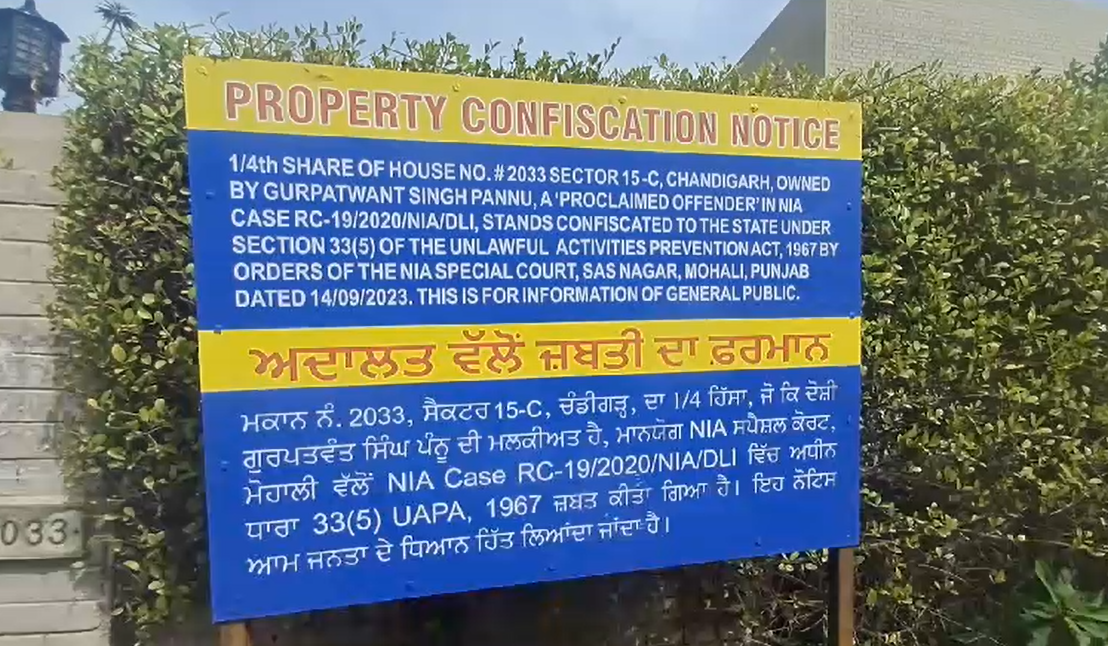 PROPERTY CONFISCATION NOTICE
1/4th SHARE OF HOUSE NO. # 2033 SECTOR 15-C, CHANDIGARH, OWNED
BY GURPATWANT SINGH PANNU, A 'PROCLAIMED OFFENDER' IN NIA
CASE RC-19/2020/NIA/DLI, STANDS CONFISCATED TO THE STATE UNDER
SECTION 33(5) OF THE UNLAWFUL ACTIVITIES PREVENTION ACT, 1967 BY
ORDERS OF THE NIA SPECIAL COURT, SAS NAGAR, MOHALI, PUNJAB
DATED 14/09/2023. THIS IS FOR INFORMATION OF GENERAL PUBLIC.
ਅਦਾਲਤ ਵੱਲੋਂ ਜ਼ਬਤੀ ਦਾ ਫ਼ਰਮਾਨ
ਮਕਾਨ ਨੰ. 2033, ਸੈਕਟਰ 15-C, ਚੰਡੀਗੜ੍ਹ, ਦਾ 1/4 ਹਿੱਸਾ, ਜੋ ਕਿ ਦੋਸ਼ੀ
ਗੁਰਪਤਵੰਤ ਸਿੰਘ ਪੰਨੂ ਦੀ ਮਲਕੀਅਤ ਹੈ, ਮਾਨਯੋਗ NIA ਸਪੈਸ਼ਲ ਕੋਰਟ,
ਮੋਹਾਲੀ ਵੱਲੋਂ NIA Case RC-19/2020/NIA/DLI ਵਿੱਚ ਅਧੀਨ
ਧਾਰਾ 33(5) UAPA, 1967 ਜ਼ਬਤ ਕੀਤਾ ਗਿਆ ਹੈ। ਇਹ ਨੋਟਿਸ
ਆਮ ਜਨਤਾ ਦੇ ਧਿਆਨ ਹਿੱਤ ਲਿਆਂਦਾ ਜਾਂਦਾ ਹੈ।
2033